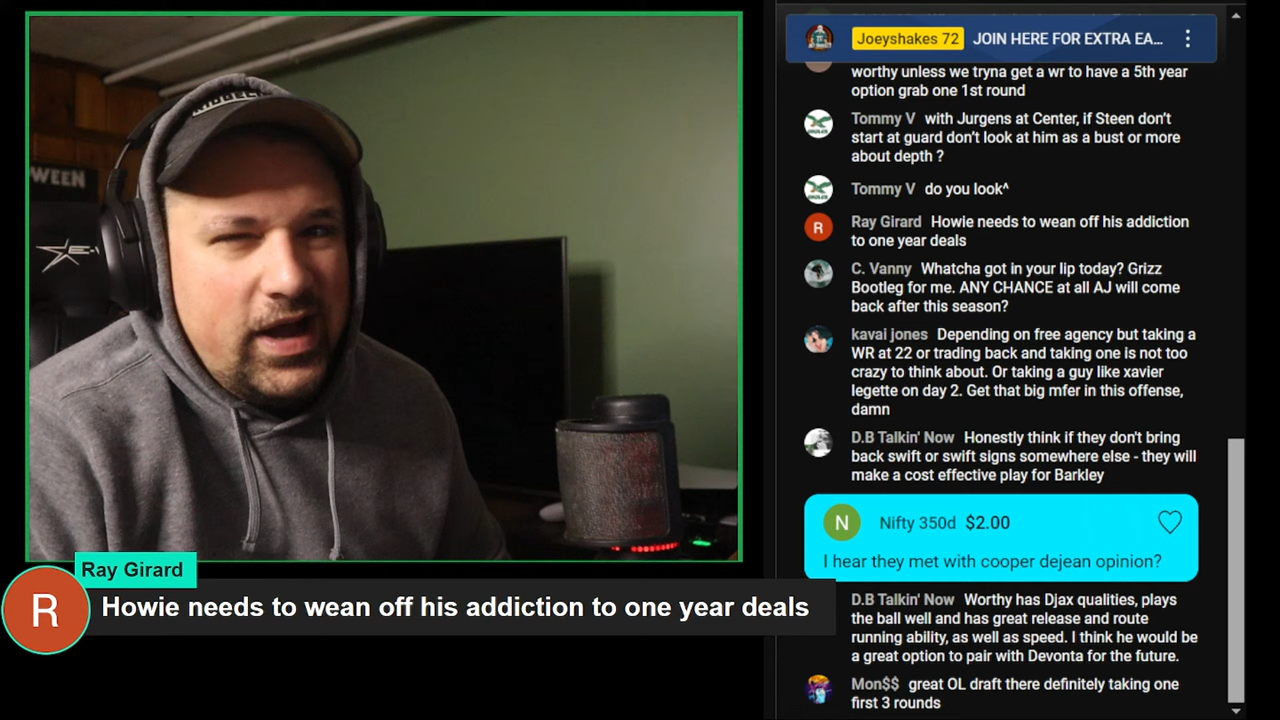 WEEN
Joeyshakes 72 JOIN HERE FOR EXTRA EA...
worthy unless we tryna get a wr to have a 5th year
option grab one 1st round
Tommy V with Jurgens at Center, if Steen don't
start at guard don't look at him as a bust or more
about depth ?
Tommy V do you look^
R Ray Girard Howie needs to wean off his addiction
to one year deals
C. Vanny Whatcha got in your lip today? Grizz
Bootleg for me. ANY CHANCE at all AJ will come
back after this season?
kavai jones Depending on free agency but taking a
WR at 22 or trading back and taking one is not too
crazy to think about. Or taking a guy like xavier
legette on day 2. Get that big mfer in this offense,
damn
D.B Talkin' Now Honestly think if they don't bring
back swift or swift signs somewhere else - they will
make a cost effective play for Barkley
N Nifty 350d $2.00
I hear they met with cooper dejean opinion?
D.B Talkin' Now Worthy has Djax qualities, plays
the ball well and has great release and route
running ability, as well as speed. I think he would be
a great option to pair with Devonta for the future.
Mon$$ great OL draft there definitely taking one
first 3 rounds
Ray Girard
R Howie needs to wean off his addiction to one year deals